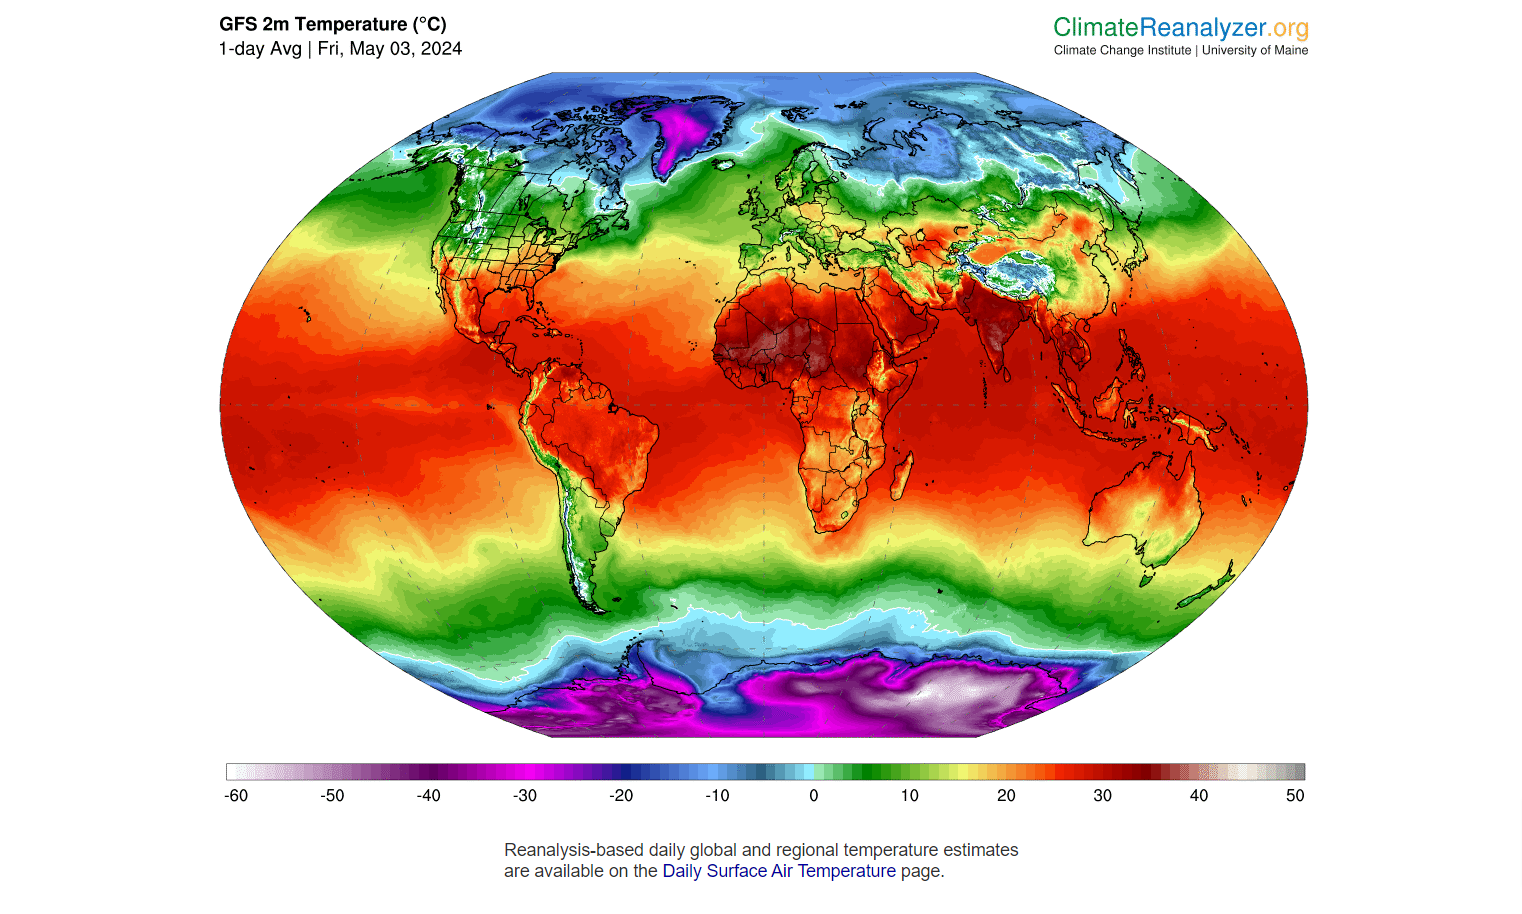 GFS 2m Temperature (°C)
1-day Avg | Fri, May 03, 2024
ClimateReanalyzer.org
Climate Change Institute | University of Maine
-60 -50 -40 -30 -20 -10 0 10 20 30 40 50
Reanalysis-based daily global and regional temperature estimates
are available on the Daily Surface Air Temperature page.